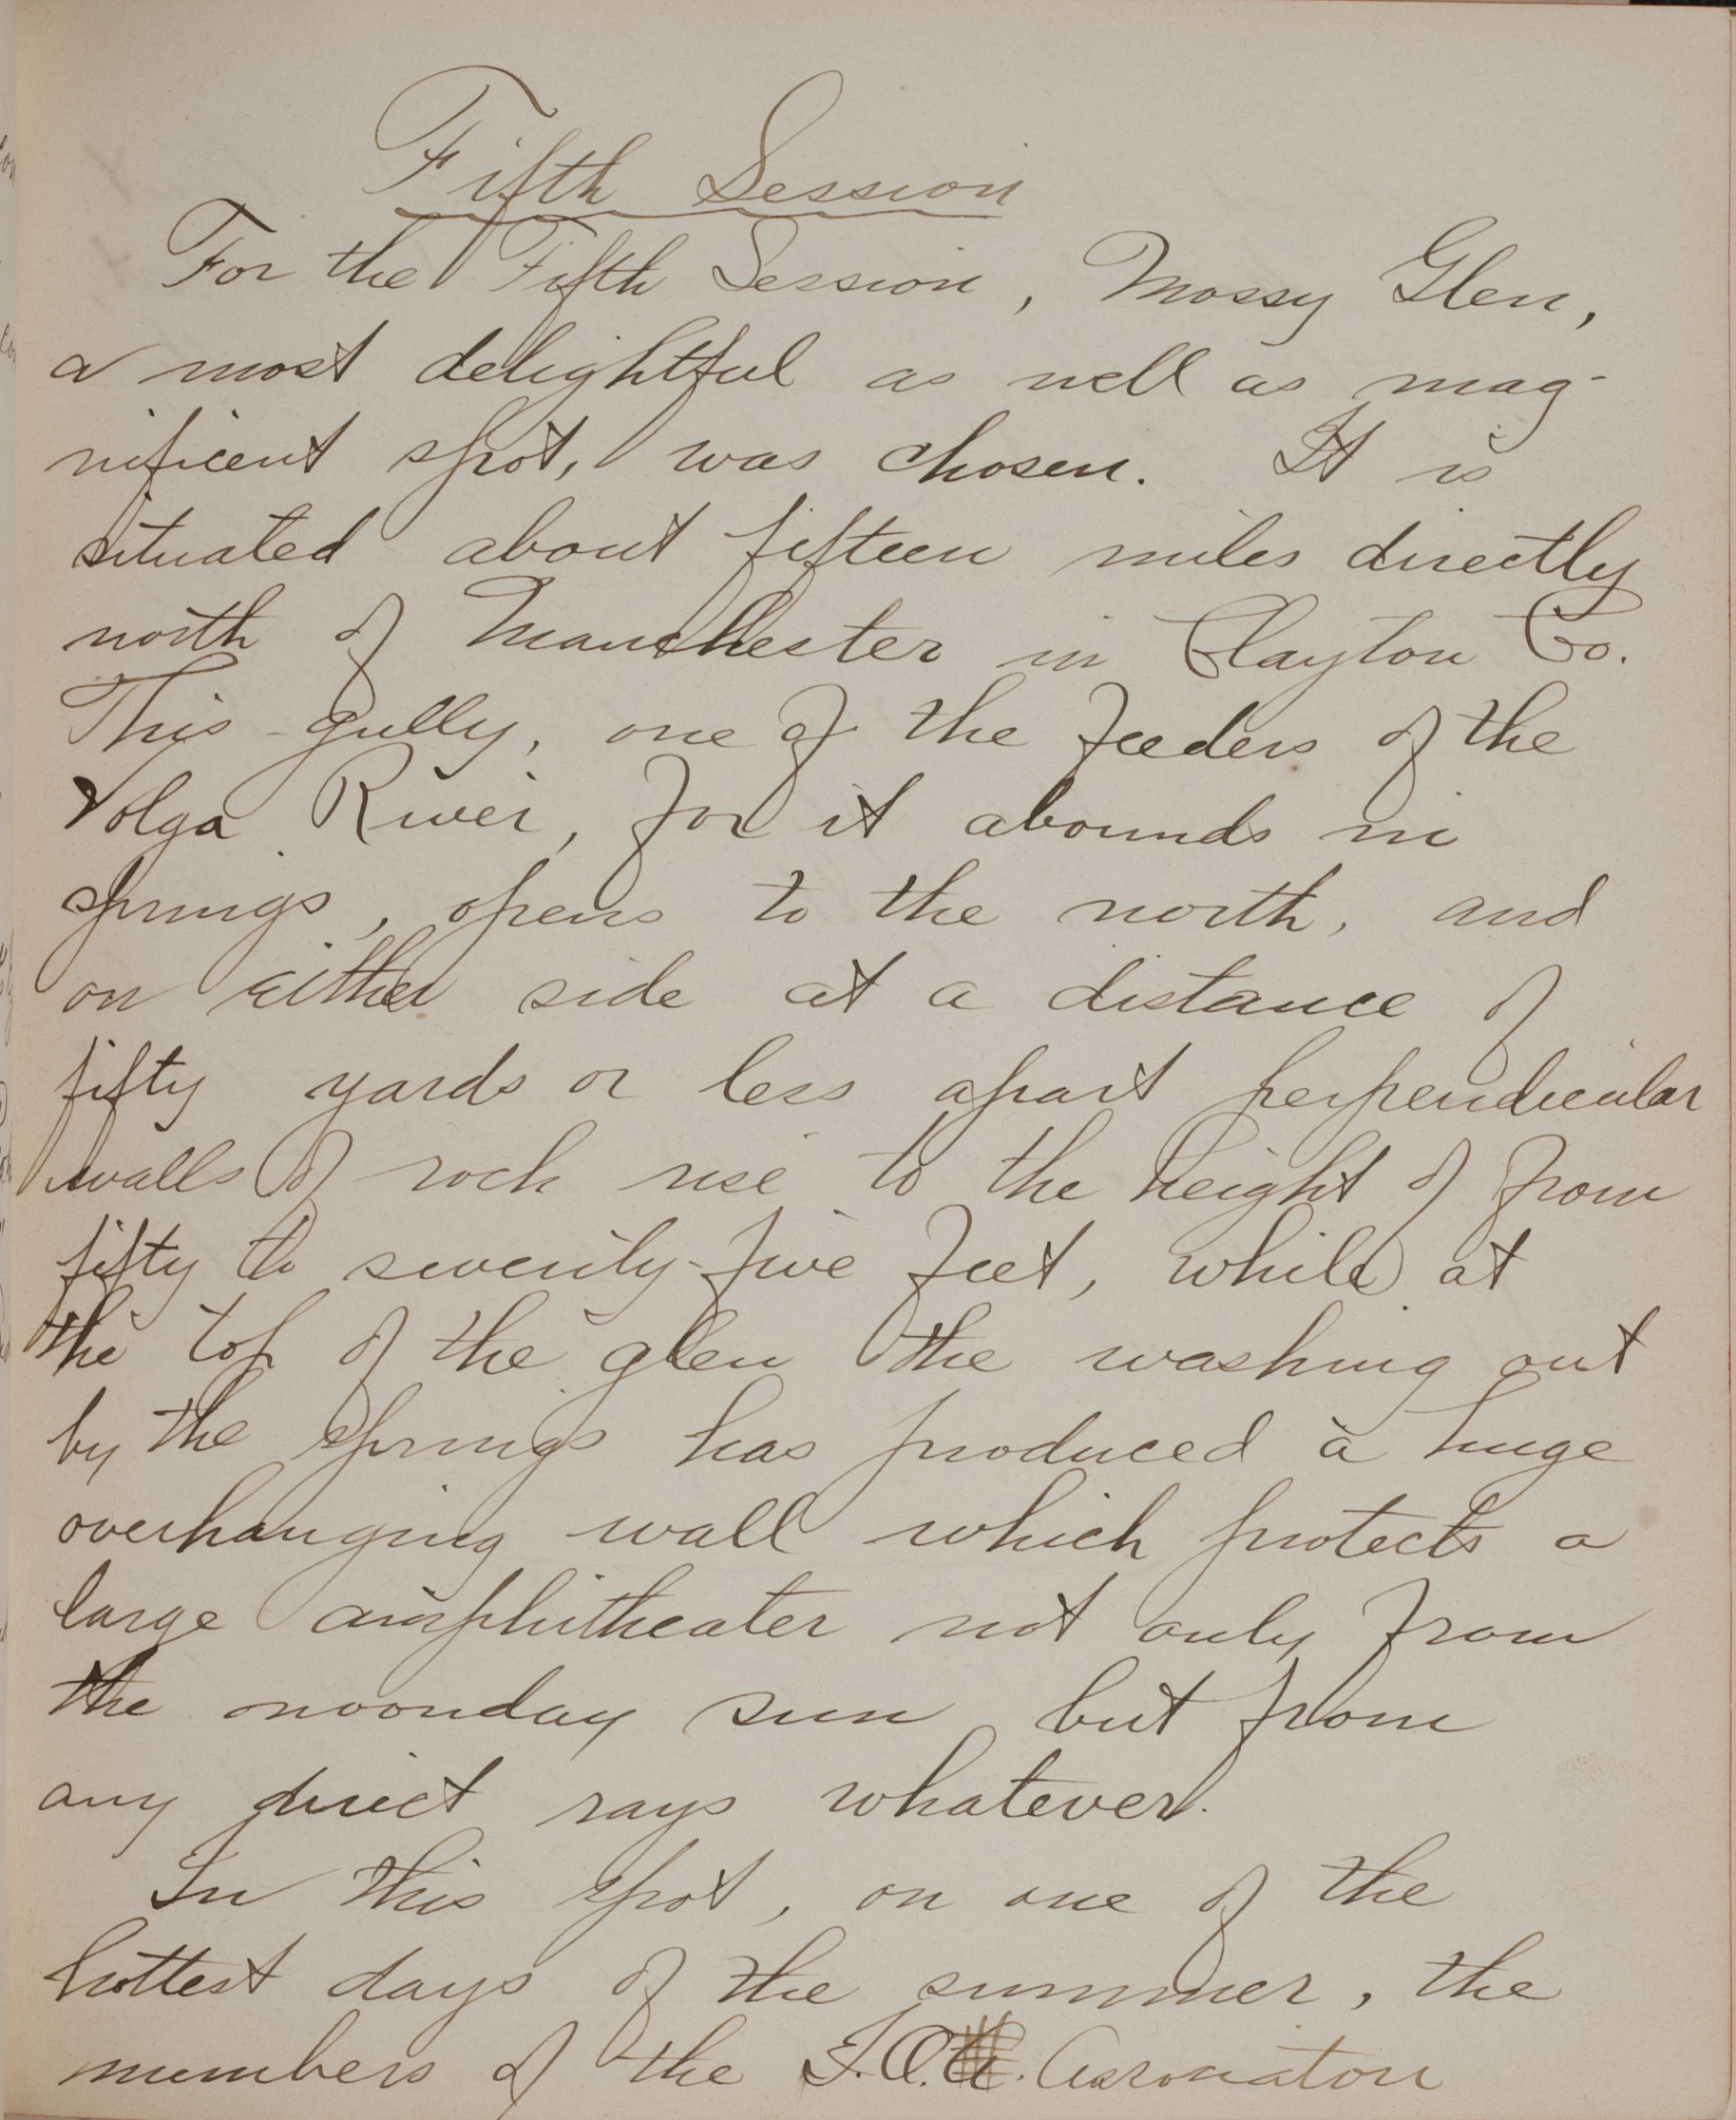 Fifth Session
For the Fifth Session, Mossy Glen,
a most delightful as well as mag-
nificent spot, was chosen. It is
situated about fifteen miles directly
north of Manchester in Clayton Co.
This gully, one of the feeders of the
Volga River, for it abounds in
springs, opens to the north, and
on either side at a distance of
fifty yards or less apart perpendicular
walls of rock rise to the height of from
fifty to seventy-five feet, while at
the top of the glen the washing out
by the springs has produced a huge
overhanging wall which protects a
large amphitheater not only from
the noonday sun but from
any direct rays whatever.
In this spot, on one of the
hottest days of the summer, the
members of the Association